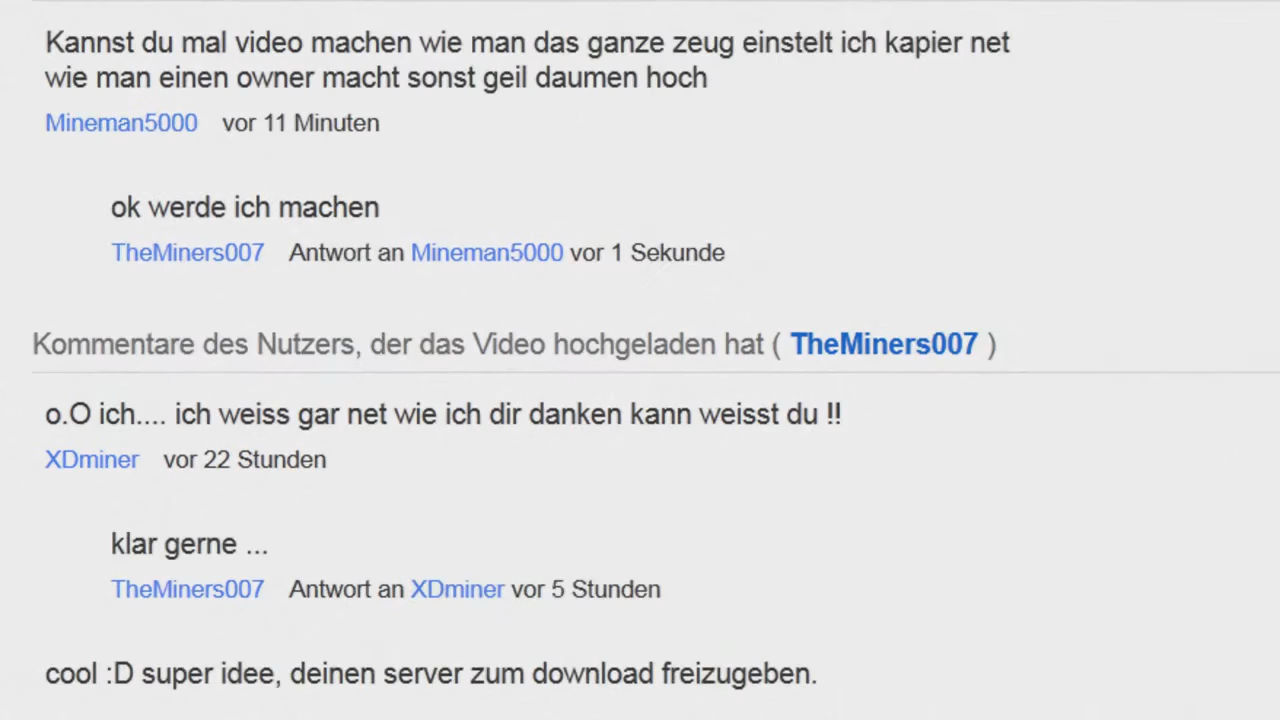 Kannst du mal video machen wie man das ganze zeug einstelt ich kapier net
wie man einen owner macht sonst geil daumen hoch
Mineman5000 vor 11 Minuten
ok werde ich machen
TheMiners007 Antwort an Mineman5000 vor 1 Sekunde
Kommentare des Nutzers, der das Video hochgeladen hat ( TheMiners007 )
o.O ich.... ich weiss gar net wie ich dir danken kann weisst du !!
XDminer vor 22 Stunden
klar gerne ...
TheMiners007 Antwort an XDminer vor 5 Stunden
cool :D super idee, deinen server zum download freizugeben.